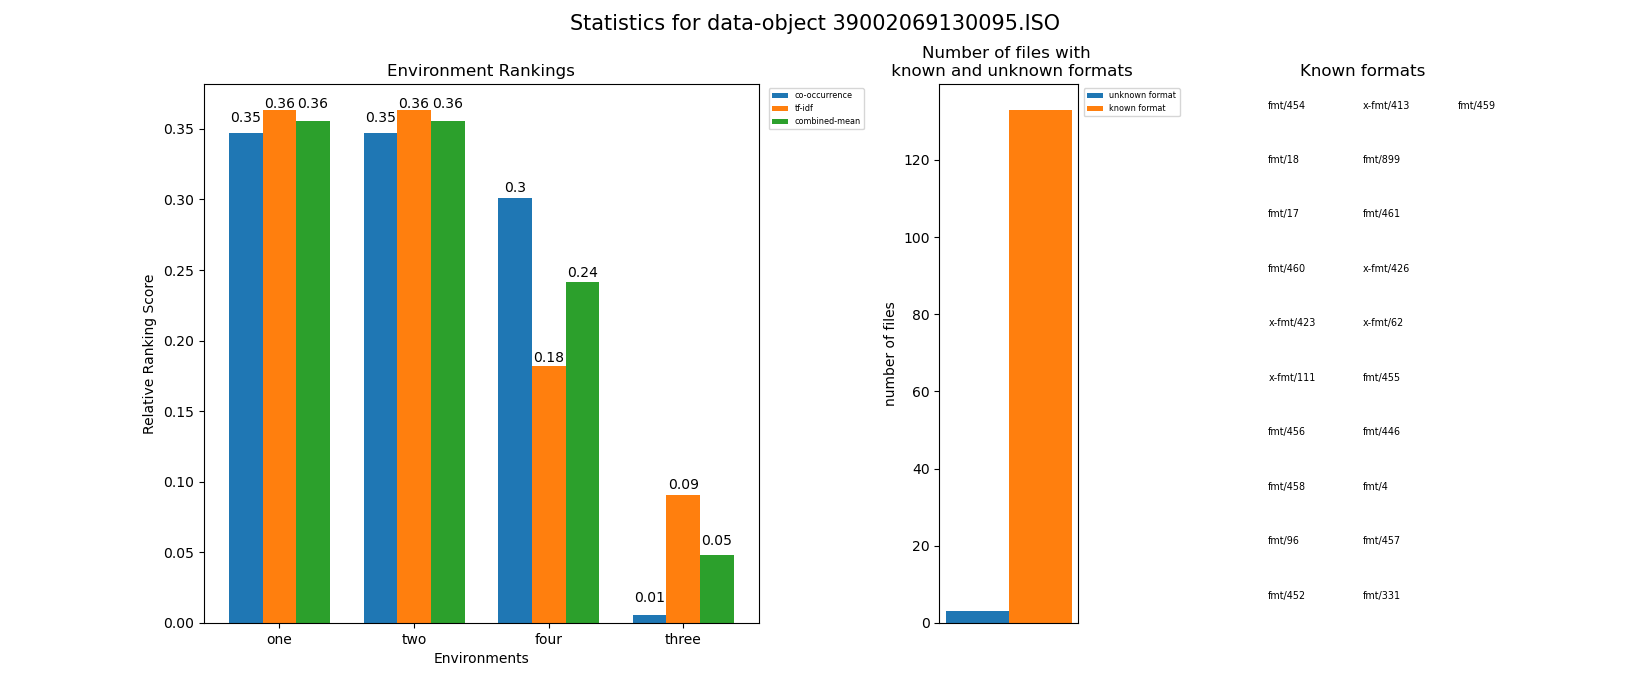 Statistics for data-object 39002069130095.ISO
Environment Rankings
Relative Ranking Score
0.35
0.30
0.25
0.20
0.15
0.10
0.05
0.00
0.35 0.36 0.36
0.35 0.36 0.36
0.3
0.18
0.24
0.01
0.09
0.05
one two four three
Environments
co-occurrence
tf-idf
combined-mean
Number of files with
known and unknown formats
number of files
120
100
80
60
40
20
0
unknown format
known format
Known formats
fmt/454 x-fmt/413 fmt/459
fmt/18 fmt/899
fmt/17 fmt/461
fmt/460 x-fmt/426
x-fmt/423 x-fmt/62
x-fmt/111 fmt/455
fmt/456 fmt/446
fmt/458 fmt/4
fmt/96 fmt/457
fmt/452 fmt/331